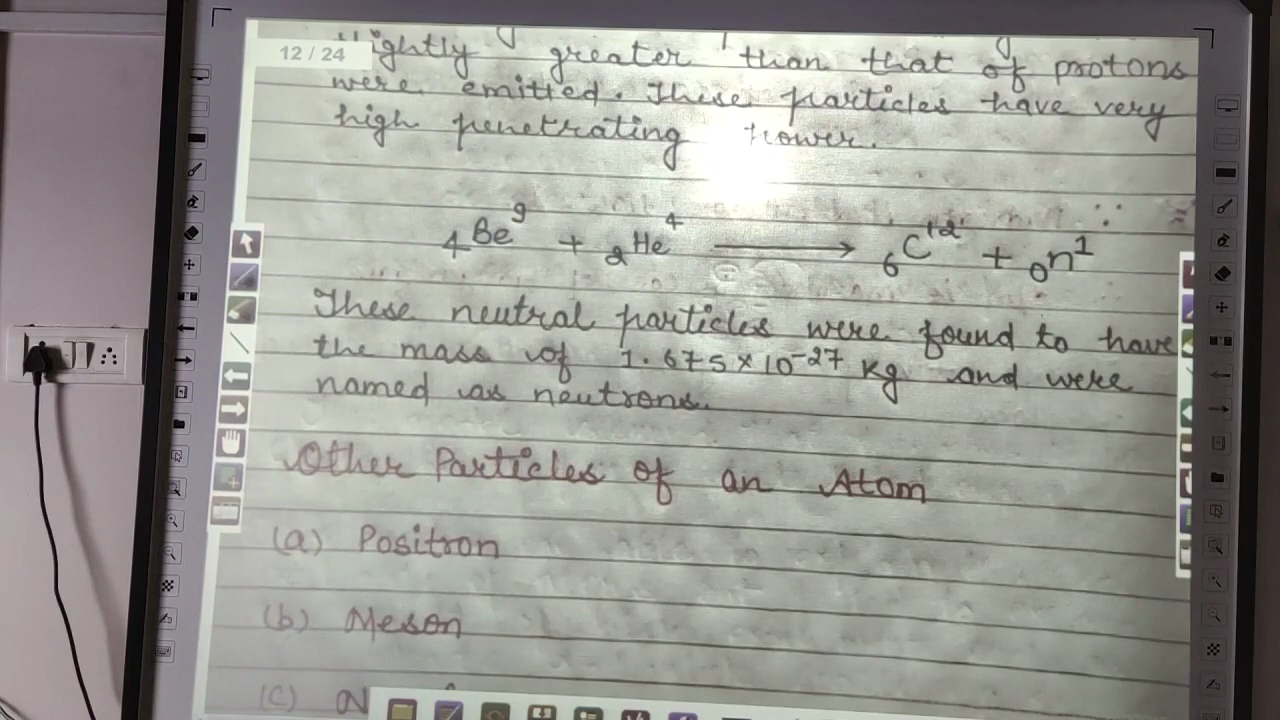 12 / 24
slightly greater than that of protons
were emitted. These particles have very
high penetrating power.
₄Be⁹ + ₂He⁴ ⟶ ₆C¹² + ₀n¹
These neutral particles were found to have
the mass of 1.675 × 10⁻²⁷ Kg and were
named as neutrons.
Other Particles of an Atom
(a) Positron
(b) Meson
(c)